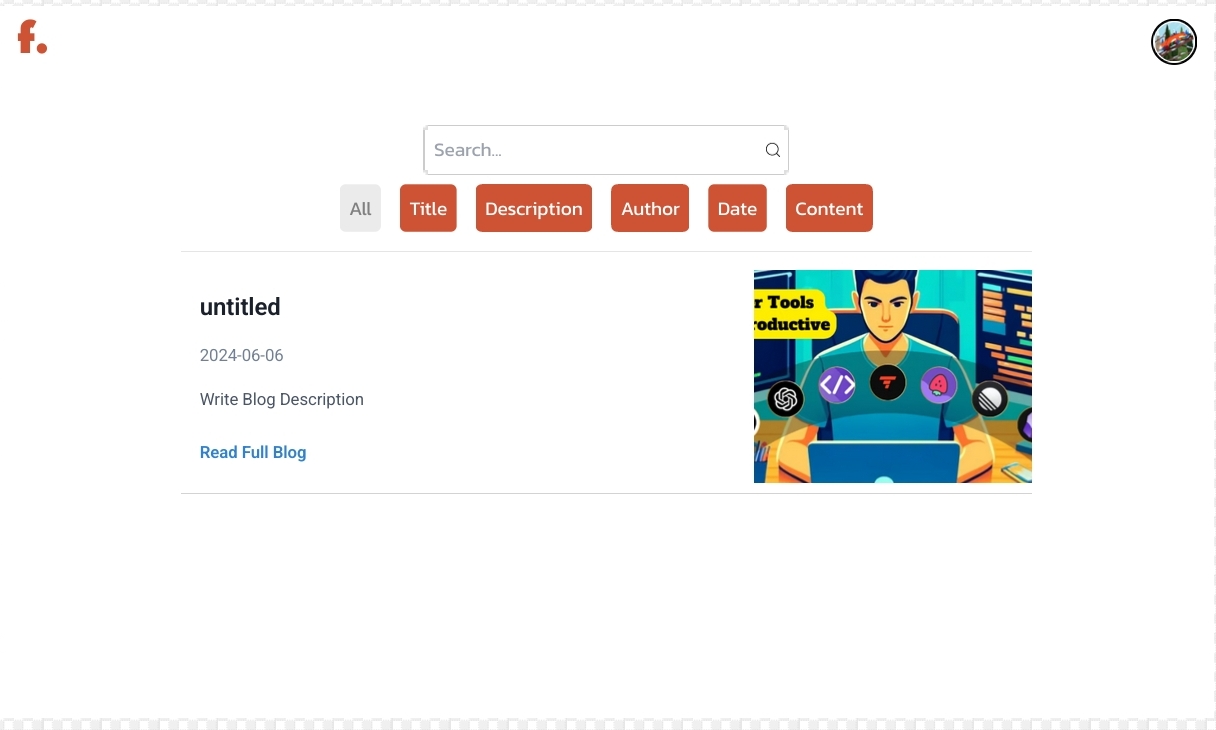 f.
Search...
All Title Description Author Date Content
untitled
2024-06-06
Write Blog Description
Read Full Blog
r Tools
roductive